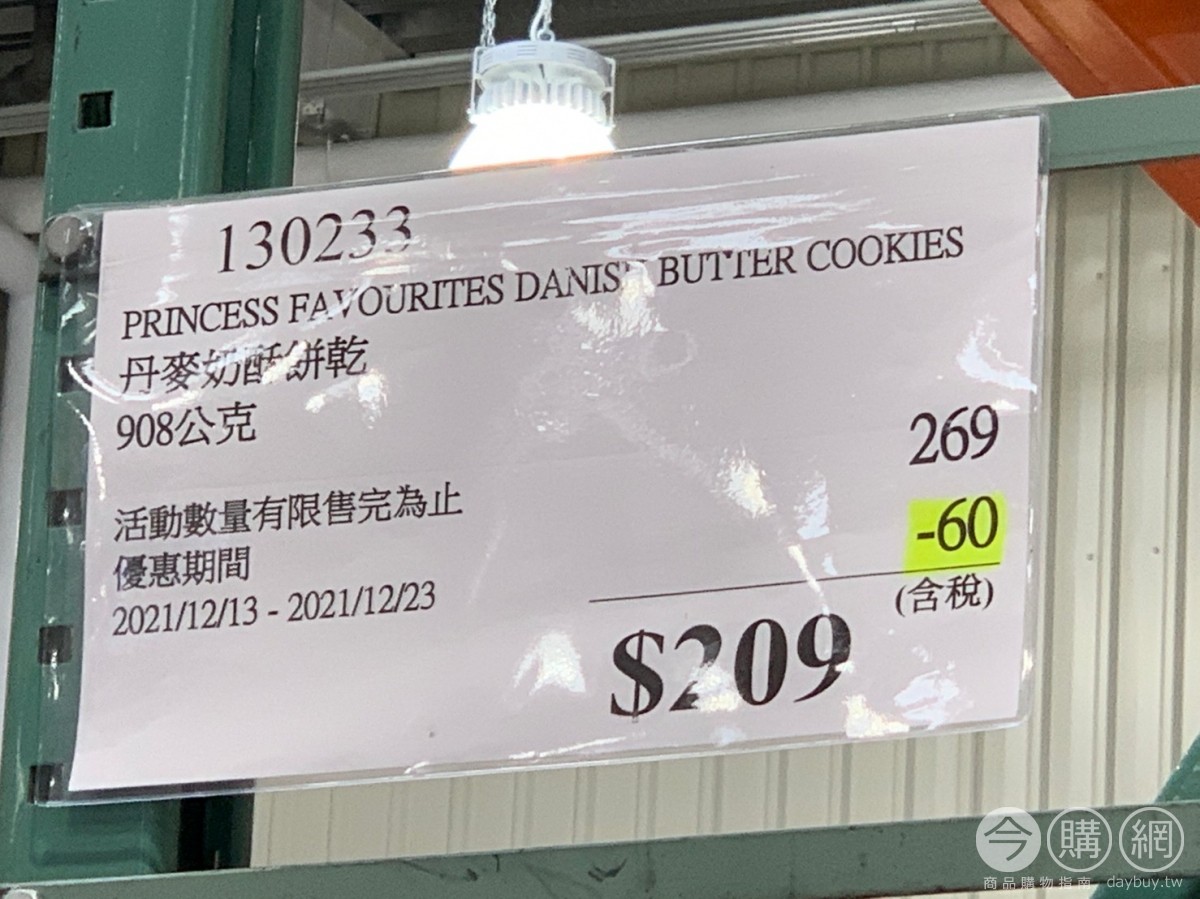 130233
PRINCESS FAVOURITES DANISH BUTTER COOKIES
丹麥奶酥餅乾
908公克
269
活動數量有限售完為止
-60
優惠期間
(含稅)
2021/12/13 - 2021/12/23
$209
今購網
商品購物指南 daybuy.tw